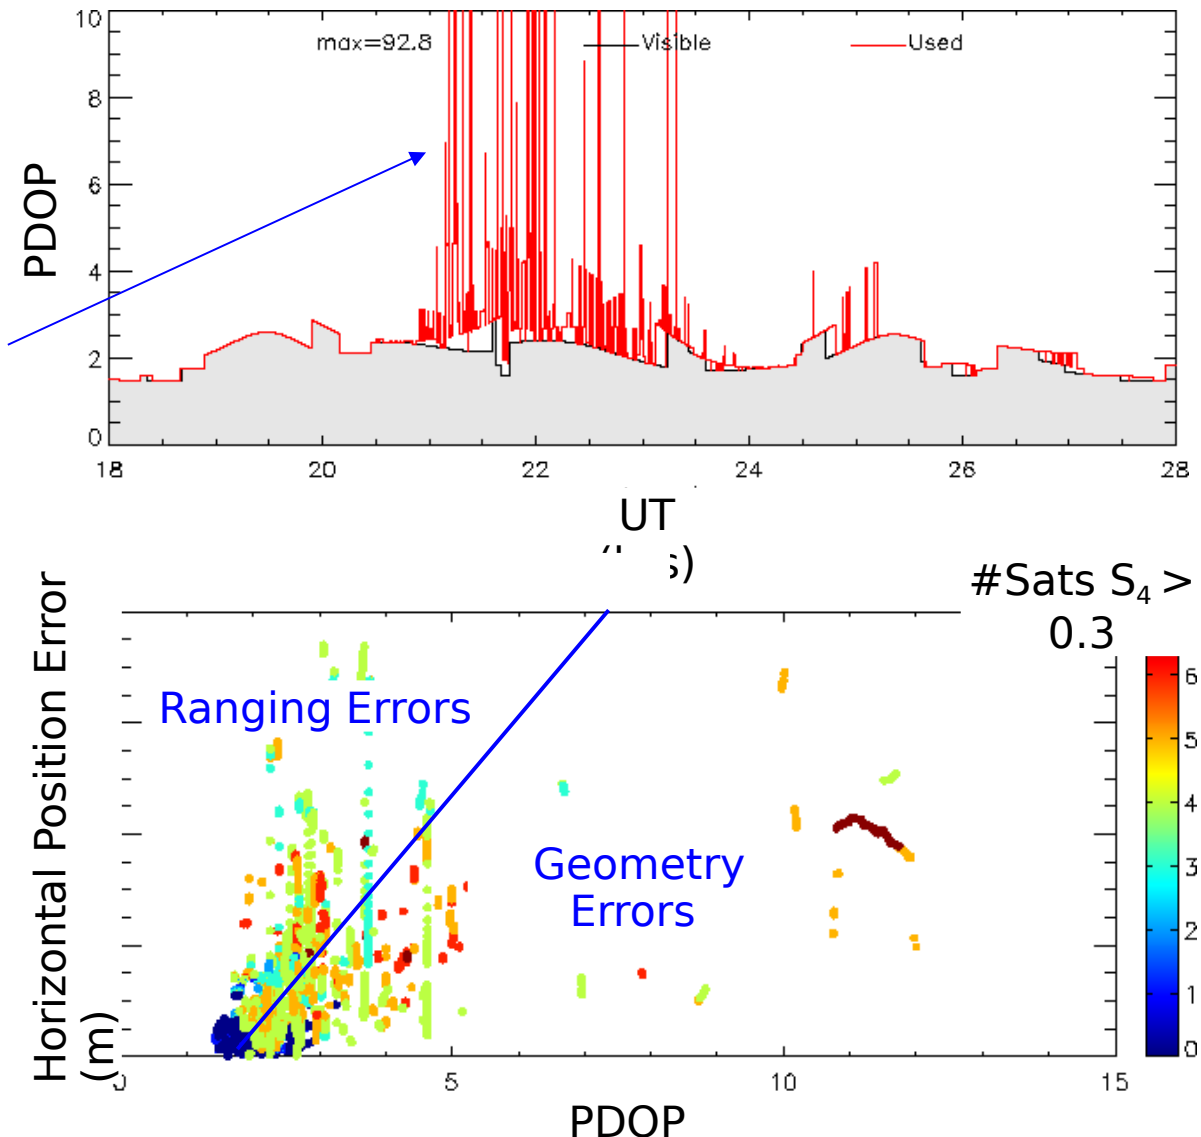 max=92.8 Visible Used
10
8
6
4
2
0
PDOP
18 20 22 24 26 28
UT
#Sats S₄ >
0.3
Horizontal Position Error
(m)
Ranging Errors
Geometry
Errors
6
5
4
3
2
1
0
0 5 10 15
PDOP